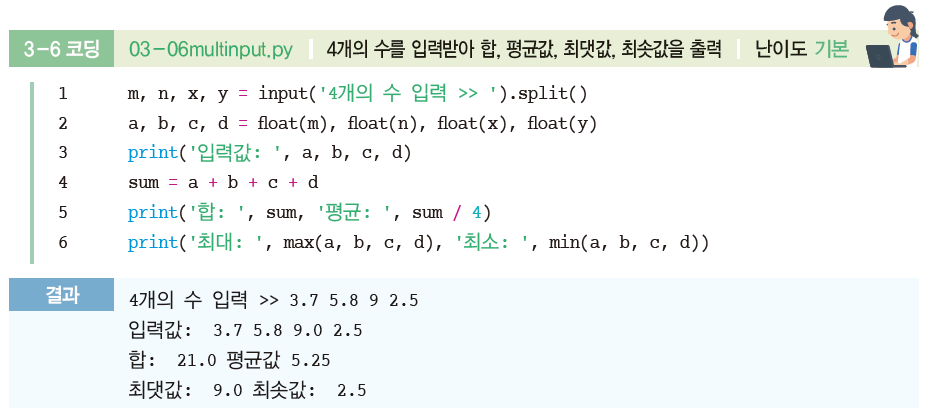 3-6 코딩 03-06multinput.py 4개의 수를 입력받아 합, 평균값, 최댓값, 최솟값을 출력 난이도 기본
1 m, n, x, y = input('4개의 수 입력 >> ').split()
2 a, b, c, d = float(m), float(n), float(x), float(y)
3 print('입력값: ', a, b, c, d)
4 sum = a + b + c + d
5 print('합: ', sum, '평균: ', sum / 4)
6 print('최대: ', max(a, b, c, d), '최소: ', min(a, b, c, d))
결과 4개의 수 입력 >> 3.7 5.8 9 2.5
입력값: 3.7 5.8 9.0 2.5
합: 21.0 평균값 5.25
최댓값: 9.0 최솟값: 2.5